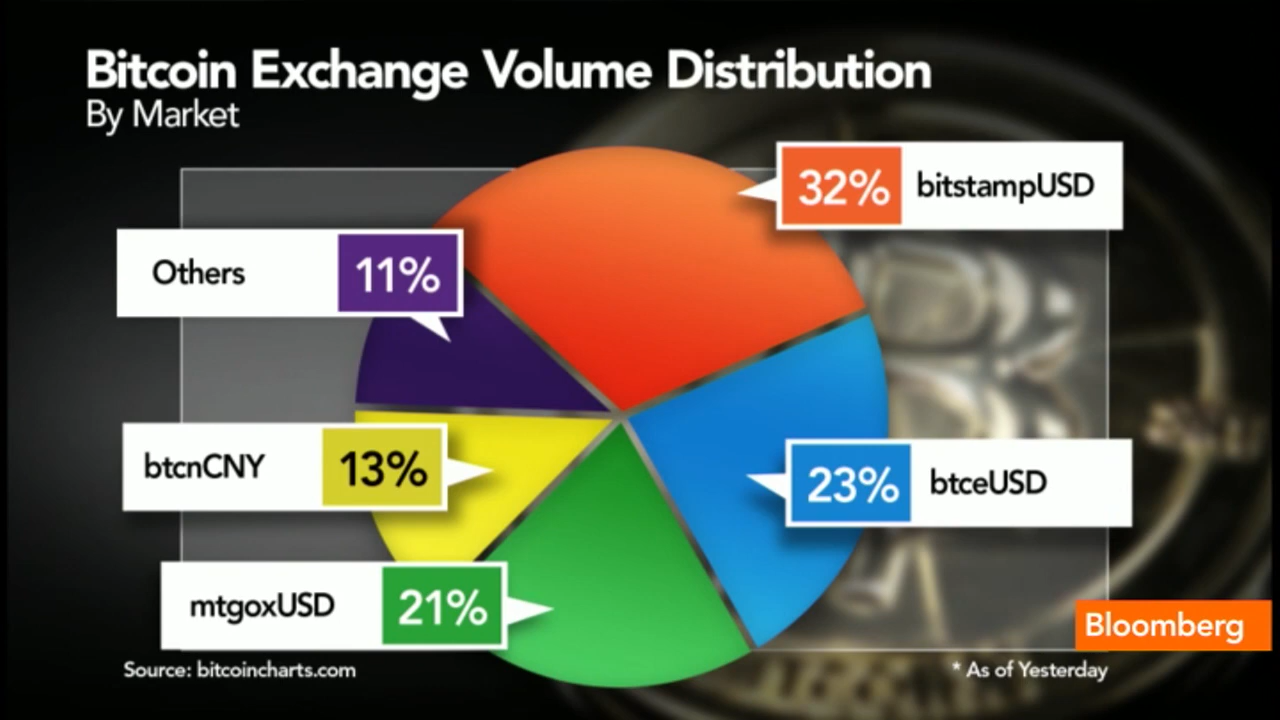 Bitcoin Exchange Volume Distribution
By Market
32% bitstampUSD
Others 11%
btcnCNY 13%
23% btceUSD
mtgoxUSD 21%
Bloomberg
Source: bitcoincharts.com
* As of Yesterday